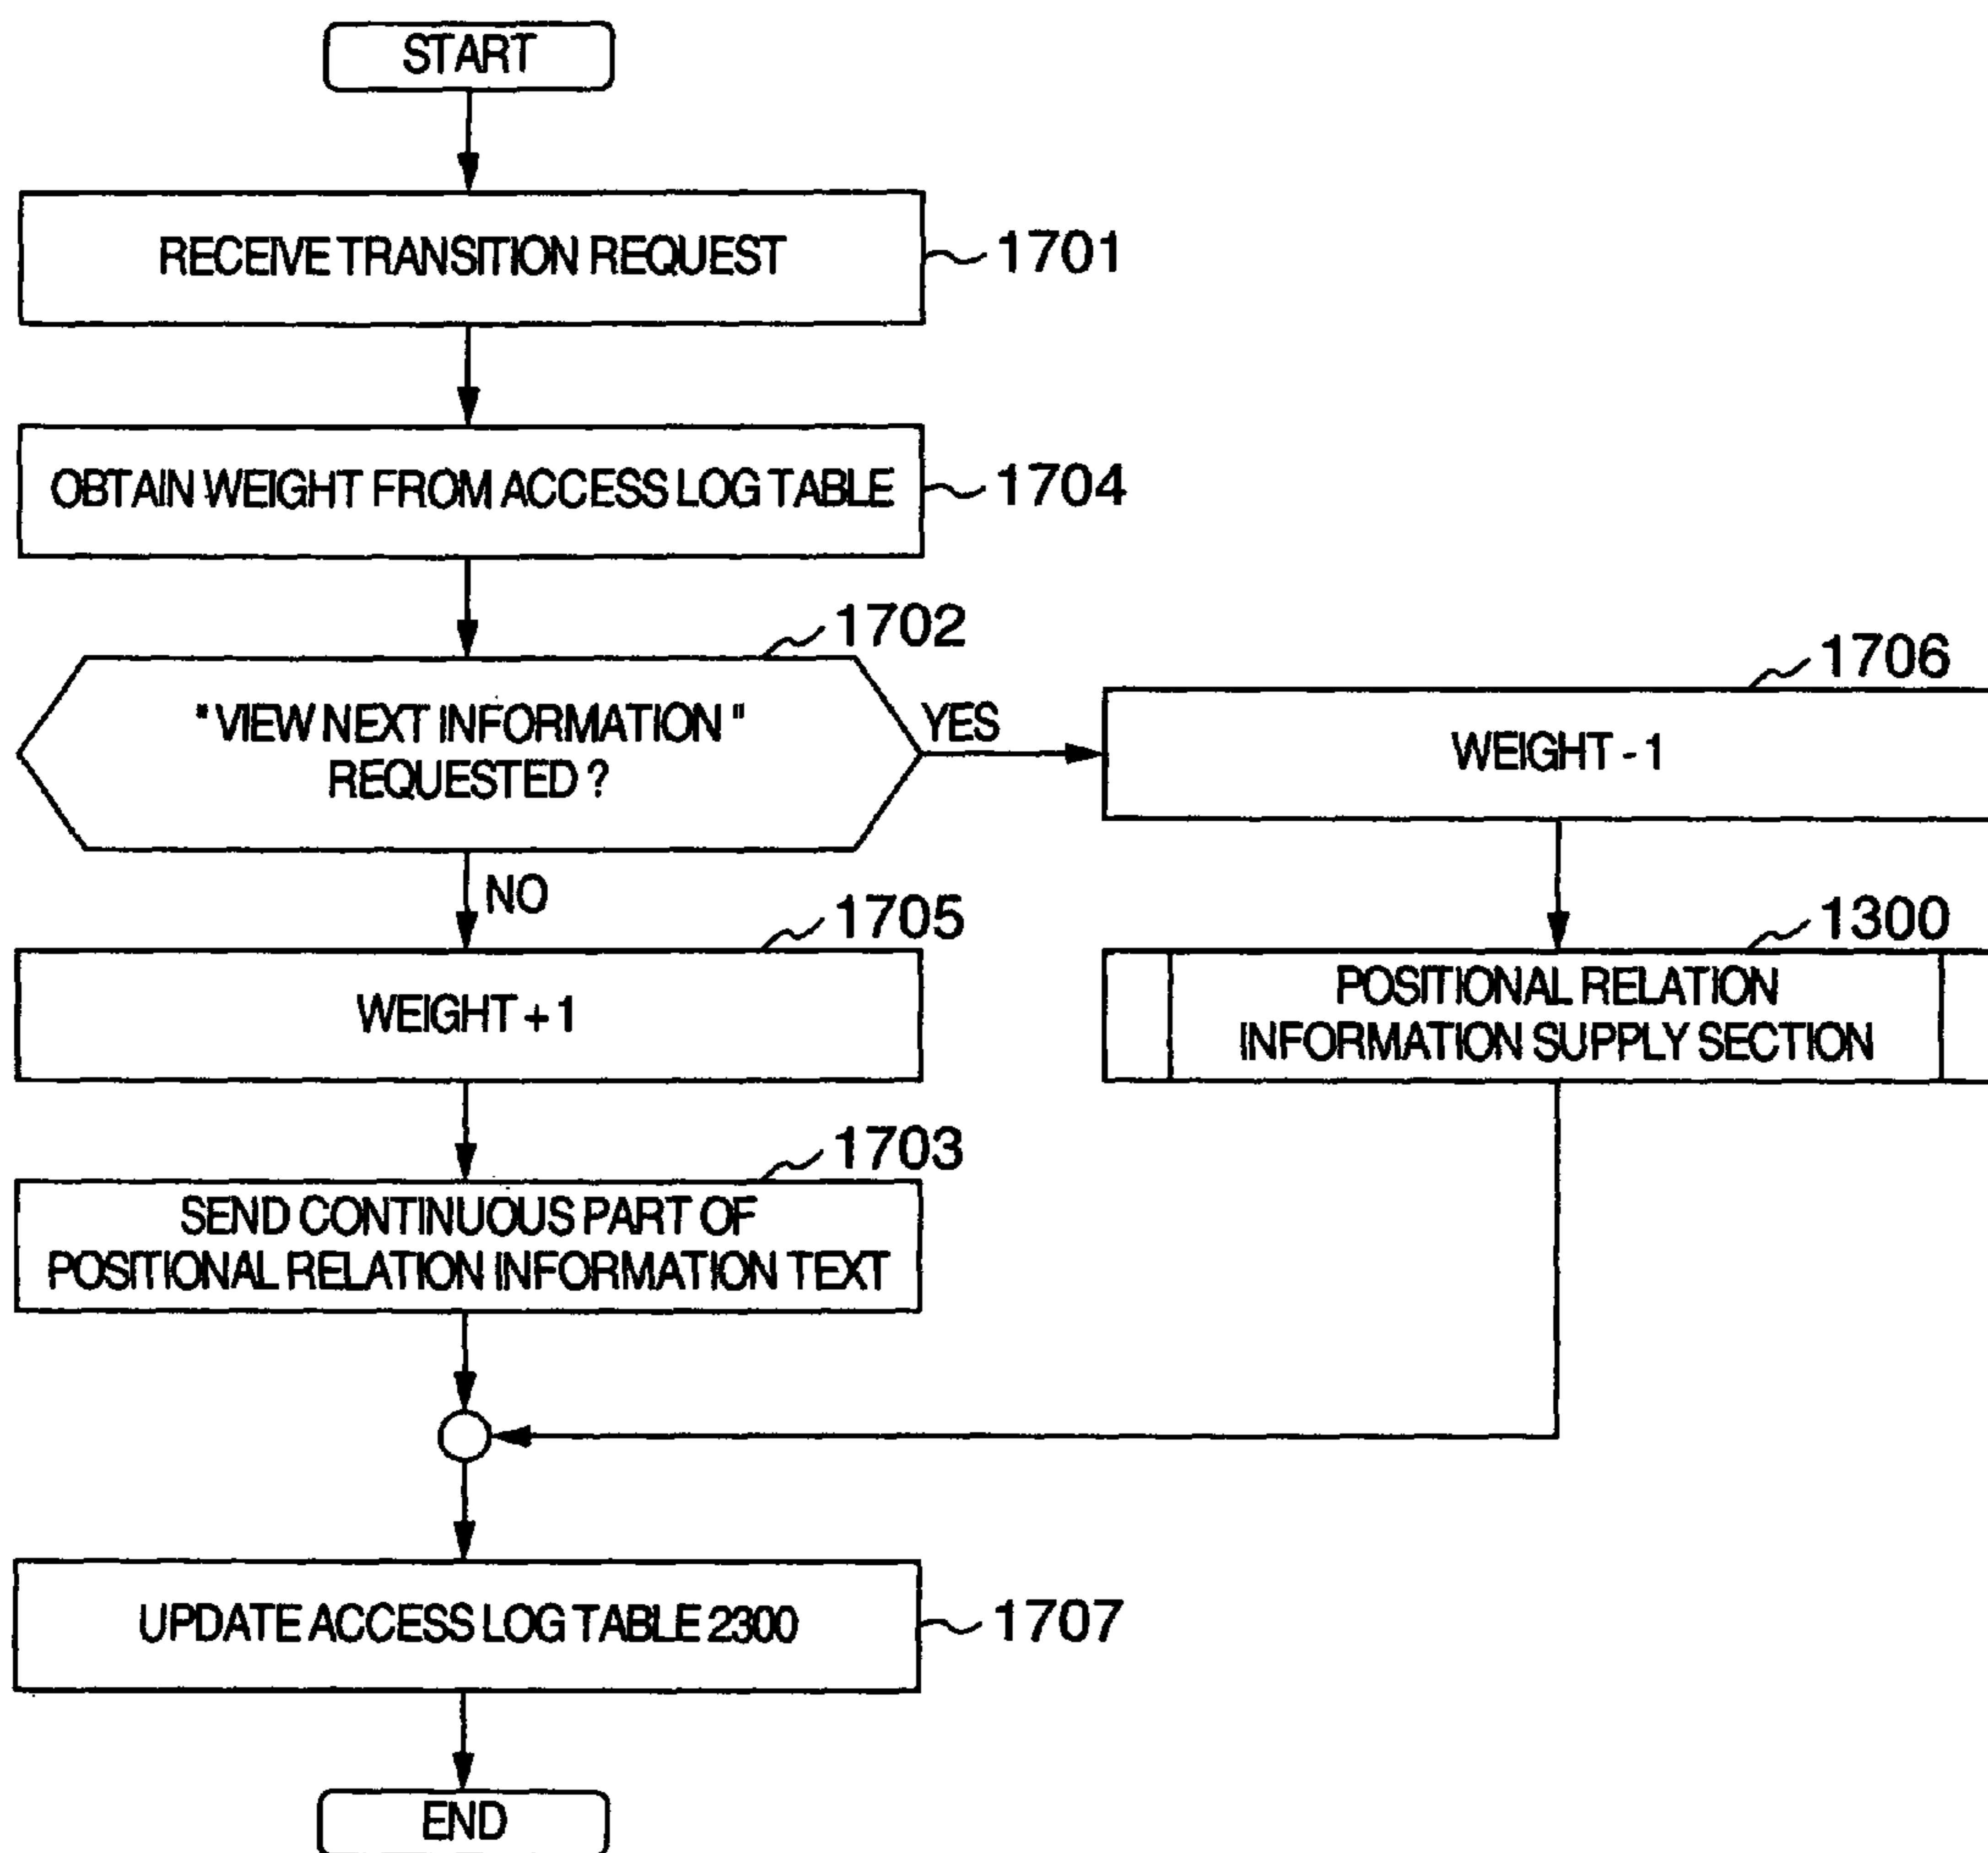 START
RECEIVE TRANSITION REQUEST
1701
OBTAIN WEIGHT FROM ACCESS LOG TABLE
1704
1702
"VIEW NEXT INFORMATION"
REQUESTED ?
YES
1706
WEIGHT - 1
NO
1705
WEIGHT + 1
1300
POSITIONAL RELATION
INFORMATION SUPPLY SECTION
1703
SEND CONTINUOUS PART OF
POSITIONAL RELATION INFORMATION TEXT
UPDATE ACCESS LOG TABLE 2300
1707
END